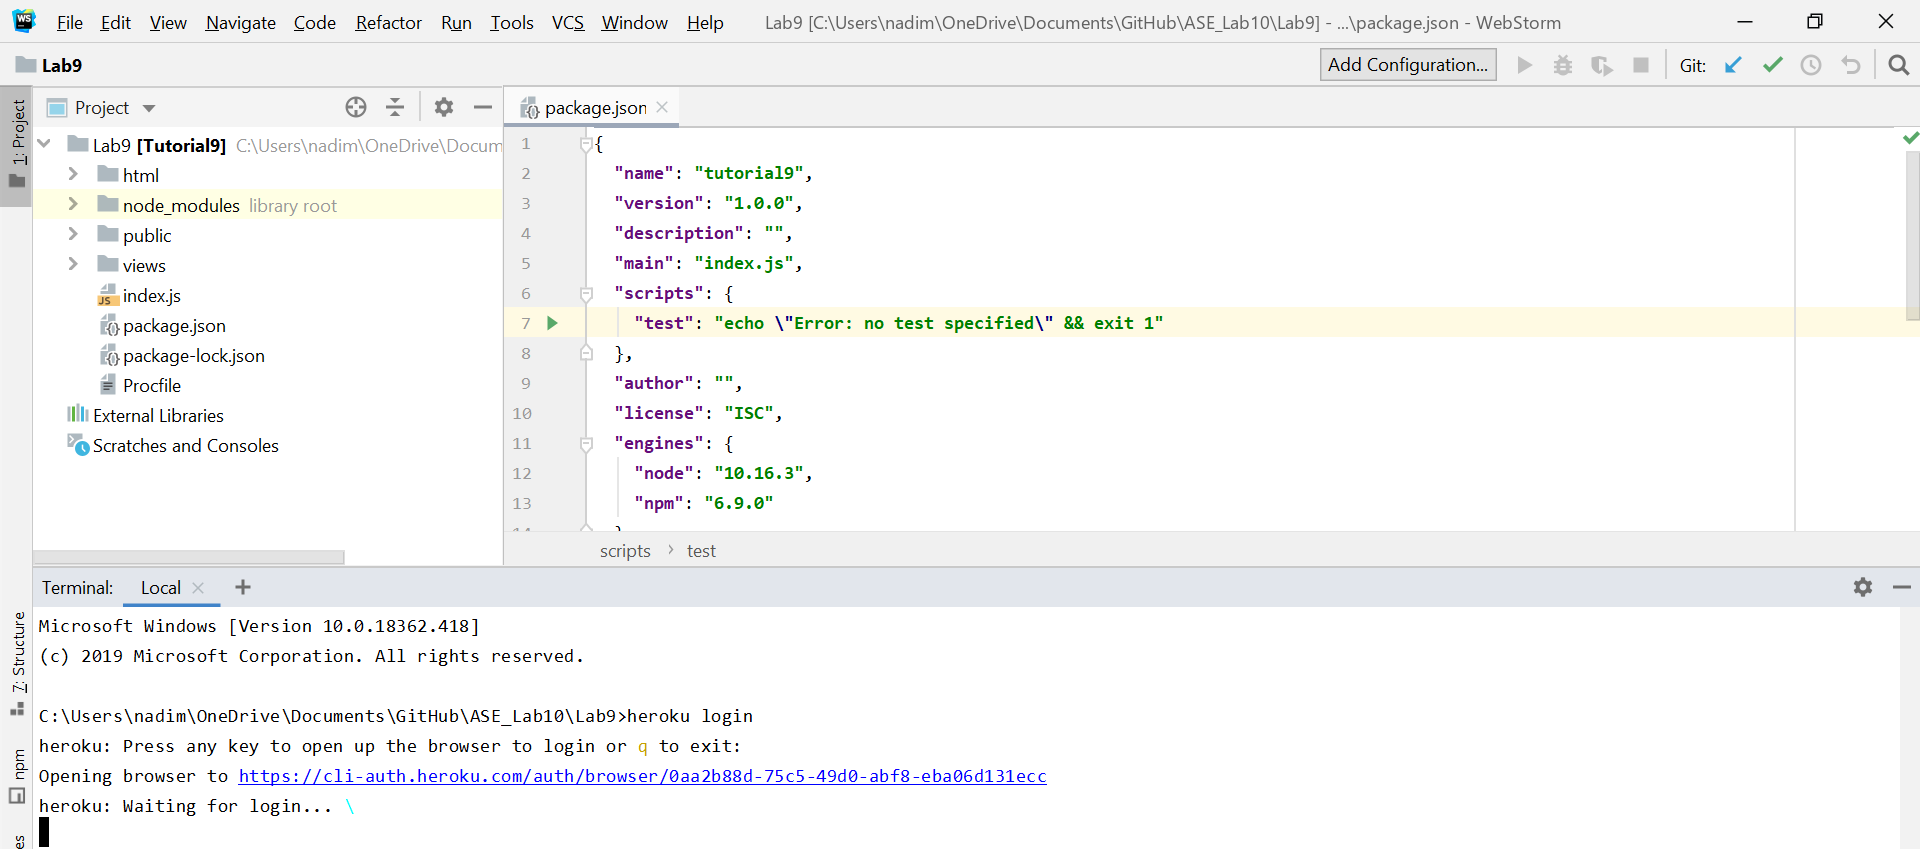 WS File Edit View Navigate Code Refactor Run Tools VCS Window Help Lab9 [C:\Users\nadim\OneDrive\Documents\GitHub\ASE_Lab10\Lab9] - ...\package.json - WebStorm
Lab9 Add Configuration... Git:
1: Project
Project
package.json
Lab9 [Tutorial9] C:\Users\nadim\OneDrive\Docum
html
node_modules library root
public
views
JS index.js
package.json
package-lock.json
Procfile
External Libraries
Scratches and Consoles
1 {
2 "name": "tutorial9",
3 "version": "1.0.0",
4 "description": "",
5 "main": "index.js",
6 "scripts": {
7 "test": "echo \"Error: no test specified\" && exit 1"
8 },
9 "author": "",
10 "license": "ISC",
11 "engines": {
12 "node": "10.16.3",
13 "npm": "6.9.0"
14 }
scripts › test
Terminal: Local +
7: Structure
npm
Microsoft Windows [Version 10.0.18362.418]
(c) 2019 Microsoft Corporation. All rights reserved.
C:\Users\nadim\OneDrive\Documents\GitHub\ASE_Lab10\Lab9>heroku login
heroku: Press any key to open up the browser to login or q to exit:
Opening browser to https://cli-auth.heroku.com/auth/browser/0aa2b88d-75c5-49d0-abf8-eba06d131ecc
heroku: Waiting for login... \